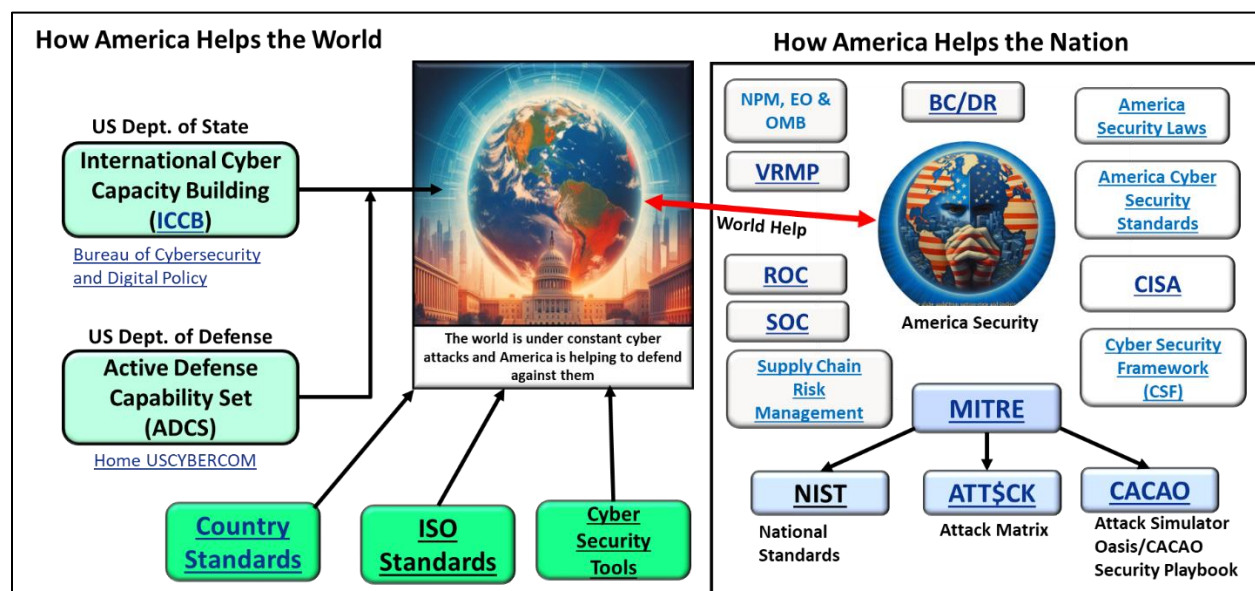 How America Helps the World
US Dept. of State
International Cyber
Capacity Building
(ICCB)
Bureau of Cybersecurity
and Digital Policy
US Dept. of Defense
Active Defense
Capability Set
(ADCS)
Home USCYBERCOM
The world is under constant cyber
attacks and America is helping to defend
against them
Country
Standards
ISO
Standards
Cyber
Security
Tools
How America Helps the Nation
NPM, EO &
OMB
VRMP
World Help
ROC
SOC
Supply Chain
Risk
Management
BC/DR
America Security
America
Security Laws
America Cyber
Security
Standards
CISA
Cyber Security
Framework
(CSF)
MITRE
NIST
National
Standards
ATT$CK
Attack Matrix
CACAO
Attack Simulator
Oasis/CACAO
Security Playbook